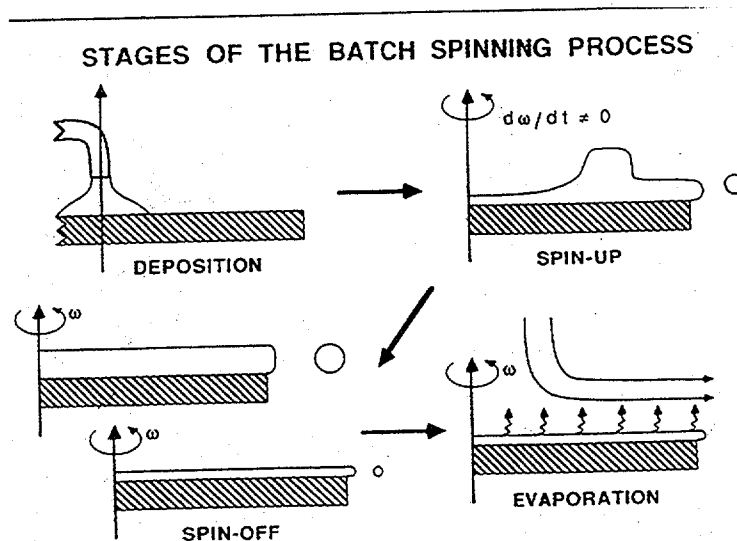 STAGES OF THE BATCH SPINNING PROCESS
dω/dt ≠ 0
DEPOSITION
SPIN-UP
ω
ω
ω
SPIN-OFF
EVAPORATION